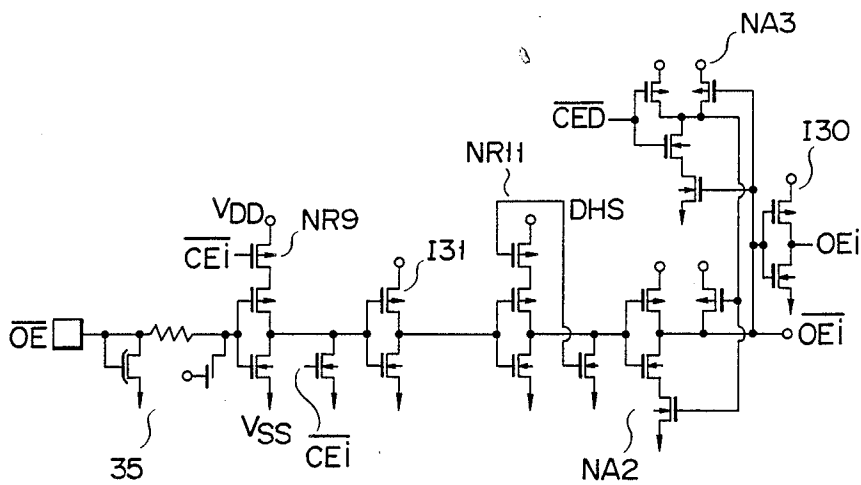 NA3
CED
I30
NR11
VDD
NR9
DHS
CEi
I31
OEi
OE
OEi
VSS
CEi
35
NA2